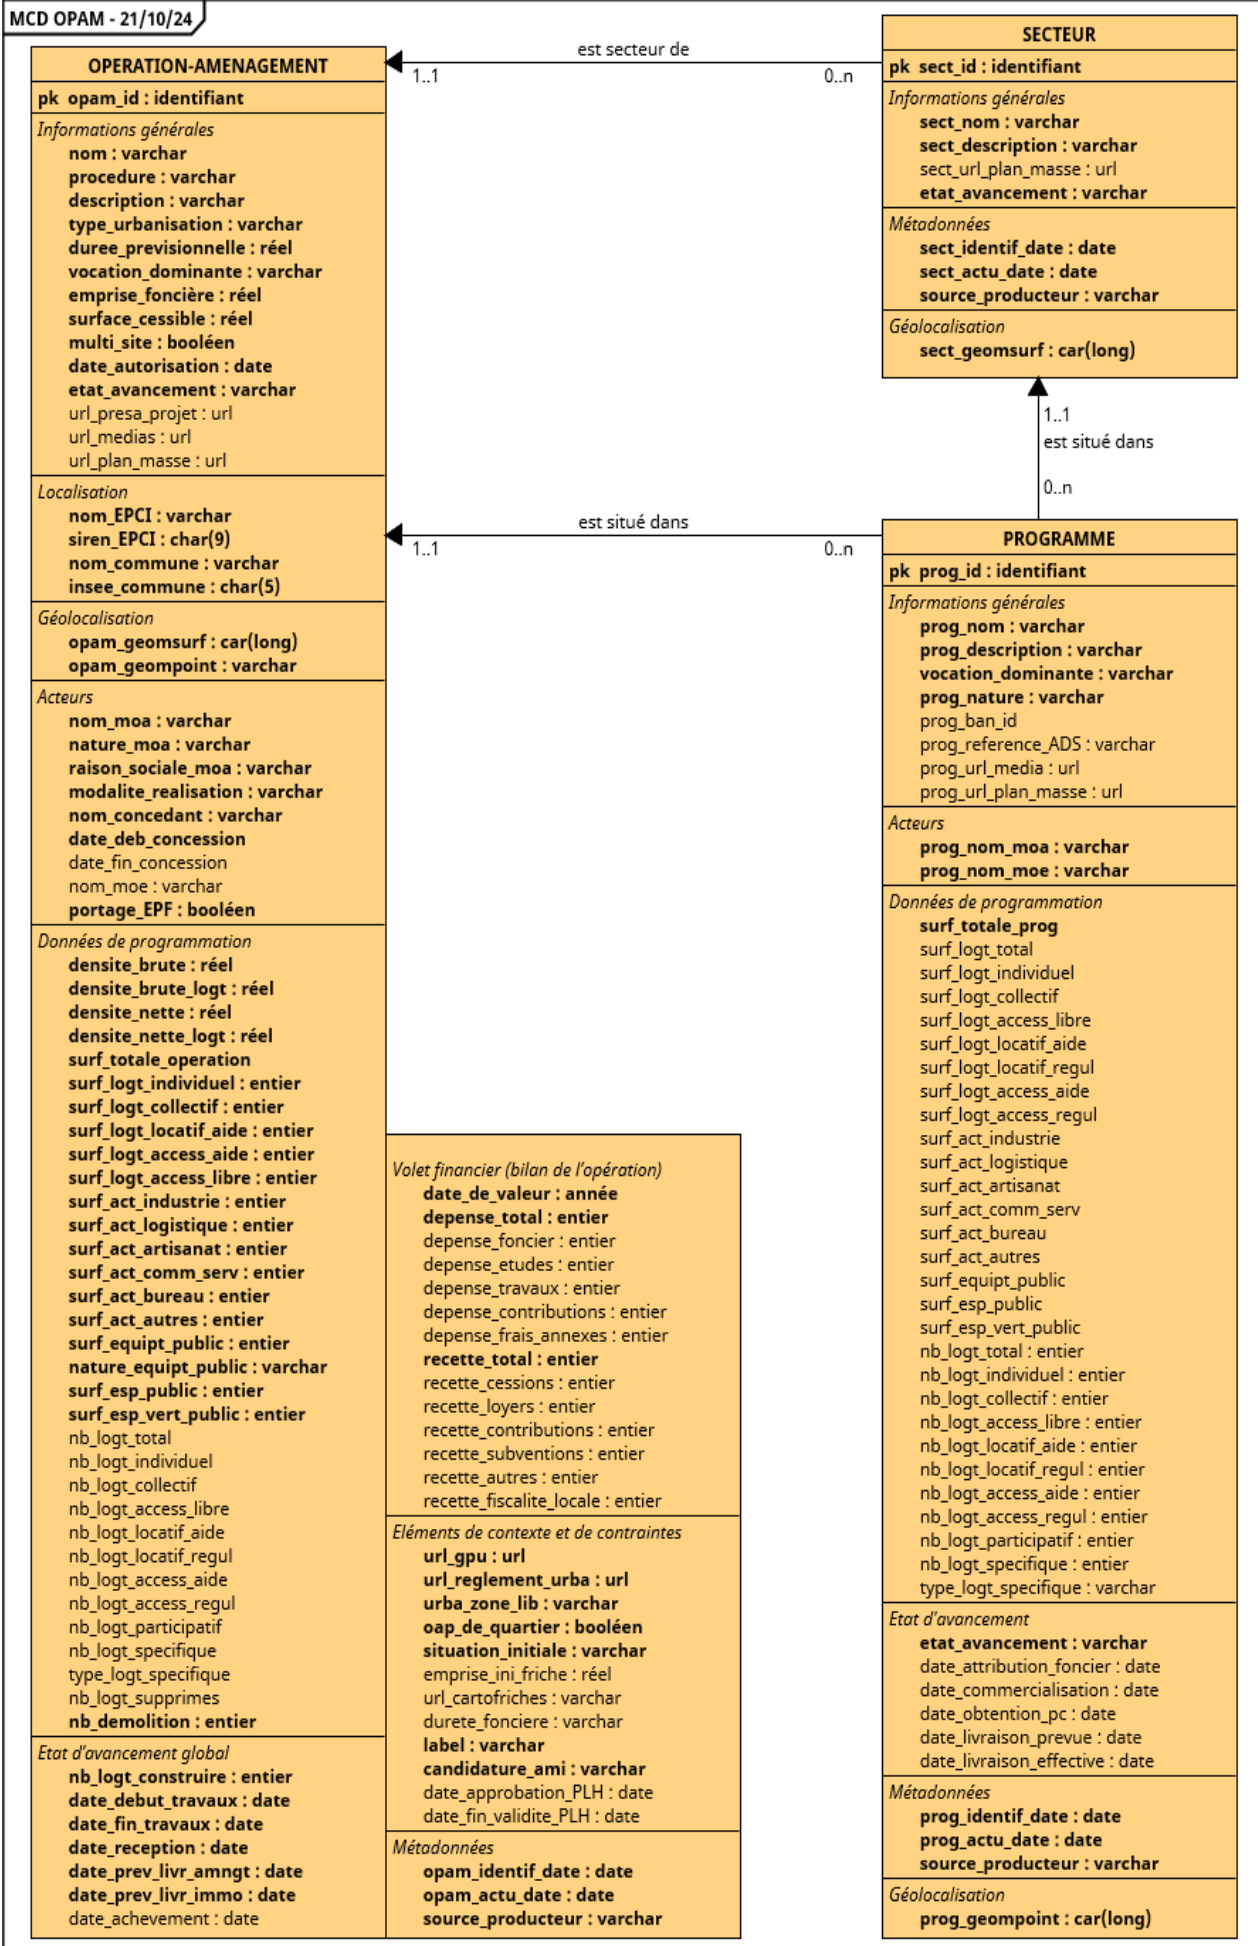 MCD OPAM - 21/10/24
OPERATION-AMENAGEMENT
pk opam_id : identifiant
Informations générales
nom : varchar
procedure : varchar
description : varchar
type_urbanisation : varchar
duree_previsionnelle : réel
vocation_dominante : varchar
emprise_foncière : réel
surface_cessible : réel
multi_site : booléen
date_autorisation : date
etat_avancement : varchar
url_presa_projet : url
url_medias : url
url_plan_masse : url
Localisation
nom_EPCI : varchar
siren_EPCI : char(9)
nom_commune : varchar
insee_commune : char(5)
Géolocalisation
opam_geomsurf : car(long)
opam_geompoint : varchar
Acteurs
nom_moa : varchar
nature_moa : varchar
raison_sociale_moa : varchar
modalite_realisation : varchar
nom_concedant : varchar
date_deb_concession
date_fin_concession
nom_moe : varchar
portage_EPF : booléen
Données de programmation
densite_brute : réel
densite_brute_logt : réel
densite_nette : réel
densite_nette_logt : réel
surf_totale_operation
surf_logt_individuel : entier
surf_logt_collectif : entier
surf_logt_locatif_aide : entier
surf_logt_access_aide : entier
surf_logt_access_libre : entier
surf_act_industrie : entier
surf_act_logistique : entier
surf_act_artisanat : entier
surf_act_comm_serv : entier
surf_act_bureau : entier
surf_act_autres : entier
surf_equipt_public : entier
nature_equipt_public : varchar
surf_esp_public : entier
surf_esp_vert_public : entier
nb_logt_total
nb_logt_individuel
nb_logt_collectif
nb_logt_access_libre
nb_logt_locatif_aide
nb_logt_locatif_regul
nb_logt_access_aide
nb_logt_access_regul
nb_logt_participatif
nb_logt_specifique
type_logt_specifique
nb_logt_supprimes
nb_demolition : entier
Etat d'avancement global
nb_logt_construire : entier
date_debut_travaux : date
date_fin_travaux : date
date_reception : date
date_prev_livr_amngt : date
date_prev_livr_immo : date
date_achevement : date
Volet financier (bilan de l'opération)
date_de_valeur : année
depense_total : entier
depense_foncier : entier
depense_etudes : entier
depense_travaux : entier
depense_contributions : entier
depense_frais_annexes : entier
recette_total : entier
recette_cessions : entier
recette_loyers : entier
recette_contributions : entier
recette_subventions : entier
recette_autres : entier
recette_fiscalite_locale : entier
Eléments de contexte et de contraintes
url_gpu : url
url_reglement_urba : url
urba_zone_lib : varchar
oap_de_quartier : booléen
situation_initiale : varchar
emprise_ini_friche : réel
url_cartofriches : varchar
durete_fonciere : varchar
label : varchar
candidature_ami : varchar
date_approbation_PLH : date
date_fin_validite_PLH : date
Métadonnées
opam_identif_date : date
opam_actu_date : date
source_producteur : varchar
est secteur de
1..1
0..n
SECTEUR
pk sect_id : identifiant
Informations générales
sect_nom : varchar
sect_description : varchar
sect_url_plan_masse : url
etat_avancement : varchar
Métadonnées
sect_identif_date : date
sect_actu_date : date
source_producteur : varchar
Géolocalisation
sect_geomsurf : car(long)
1..1
est situé dans
0..n
est situé dans
1..1
0..n
PROGRAMME
pk prog_id : identifiant
Informations générales
prog_nom : varchar
prog_description : varchar
vocation_dominante : varchar
prog_nature : varchar
prog_ban_id
prog_reference_ADS : varchar
prog_url_media : url
prog_url_plan_masse : url
Acteurs
prog_nom_moa : varchar
prog_nom_moe : varchar
Données de programmation
surf_totale_prog
surf_logt_total
surf_logt_individuel
surf_logt_collectif
surf_logt_access_libre
surf_logt_locatif_aide
surf_logt_locatif_regul
surf_logt_access_aide
surf_logt_access_regul
surf_act_industrie
surf_act_logistique
surf_act_artisanat
surf_act_comm_serv
surf_act_bureau
surf_act_autres
surf_equipt_public
surf_esp_public
surf_esp_vert_public
nb_logt_total : entier
nb_logt_individuel : entier
nb_logt_collectif : entier
nb_logt_access_libre : entier
nb_logt_locatif_aide : entier
nb_logt_locatif_regul : entier
nb_logt_access_aide : entier
nb_logt_access_regul : entier
nb_logt_participatif : entier
nb_logt_specifique : entier
type_logt_specifique : varchar
Etat d'avancement
etat_avancement : varchar
date_attribution_foncier : date
date_commercialisation : date
date_obtention_pc : date
date_livraison_prevue : date
date_livraison_effective : date
Métadonnées
prog_identif_date : date
prog_actu_date : date
source_producteur : varchar
Géolocalisation
prog_geompoint : car(long)